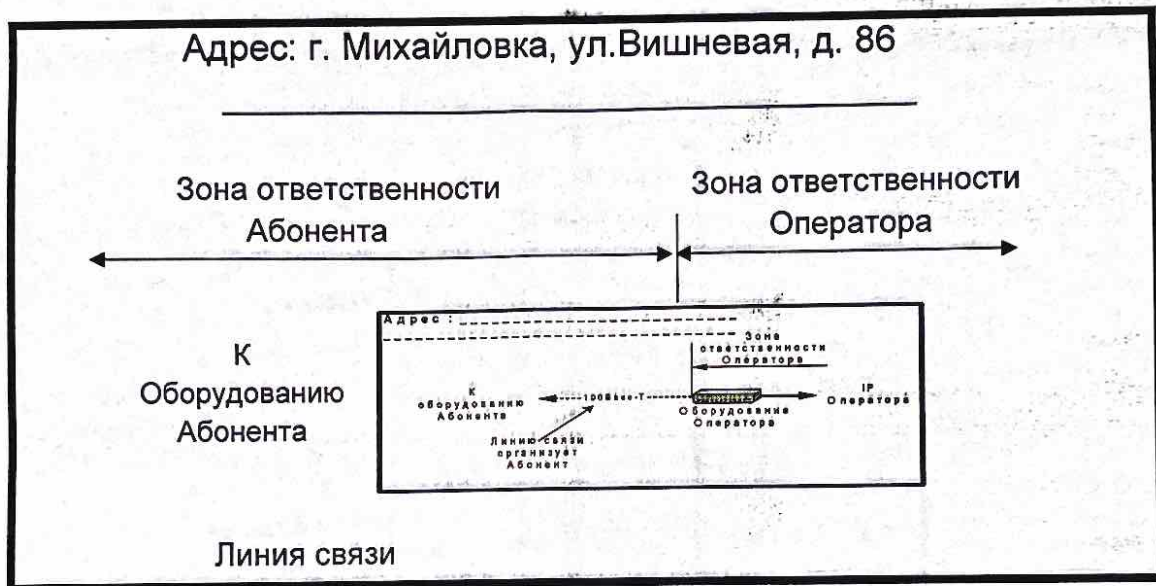 Адрес: г. Михайловка, ул.Вишневая, д. 86
Зона ответственности
Абонента
Зона ответственности
Оператора
К
Оборудованию
Абонента
Адрес:
Зона
ответственности
Оператора
К
оборудованию
Абонента
100Base-T
Оборудование
Оператора
IP
Оператора
Линию связи
организует
Абонент
Линия связи